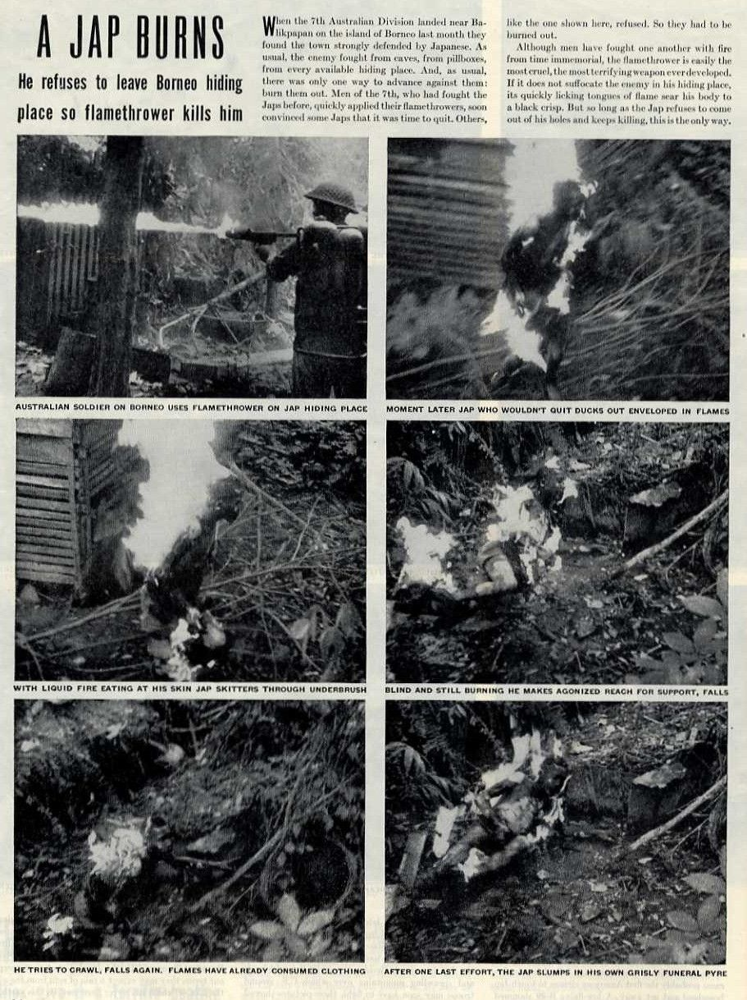 A JAP BURNS
He refuses to leave Borneo hiding
place so flamethrower kills him
When the 7th Australian Division landed near Ba-
likpapan on the island of Borneo last month they
found the town strongly defended by Japanese. As
usual, the enemy fought from caves, from pillboxes,
from every available hiding place. And, as usual,
there was only one way to advance against them:
burn them out. Men of the 7th, who had fought the
Japs before, quickly applied their flamethrowers, soon
convinced some Japs that it was time to quit. Others,
like the one shown here, refused. So they had to be
burned out.
Although men have fought one another with fire
from time immemorial, the flamethrower is easily the
most cruel, the most terrifying weapon ever developed.
If it does not suffocate the enemy in his hiding place,
its quickly licking tongues of flame sear his body to
a black crisp. But so long as the Jap refuses to come
out of his holes and keeps killing, this is the only way.
AUSTRALIAN SOLDIER ON BORNEO USES FLAMETHROWER ON JAP HIDING PLACE
MOMENT LATER JAP WHO WOULDN'T QUIT DUCKS OUT ENVELOPED IN FLAMES
WITH LIQUID FIRE EATING AT HIS SKIN JAP SKITTERS THROUGH UNDERBRUSH
BLIND AND STILL BURNING HE MAKES AGONIZED REACH FOR SUPPORT, FALLS
HE TRIES TO CRAWL, FALLS AGAIN. FLAMES HAVE ALREADY CONSUMED CLOTHING
AFTER ONE LAST EFFORT, THE JAP SLUMPS IN HIS OWN GRISLY FUNERAL PYRE